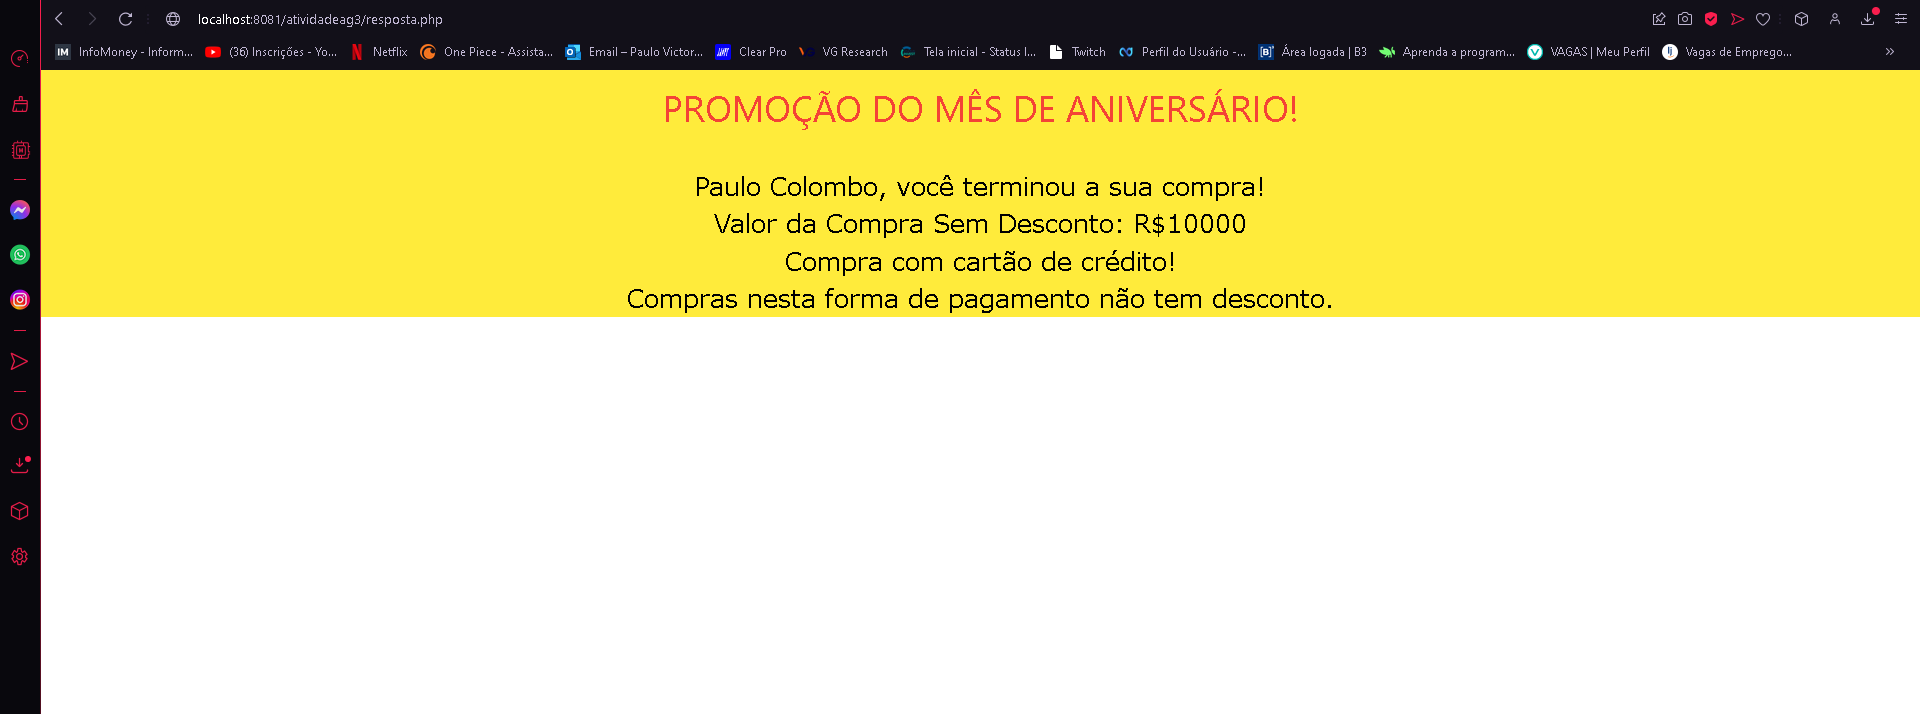 localhost:8081/atividadeag3/resposta.php
IM InfoMoney - Inform... (36) Inscrições - Yo... Netflix One Piece - Assista... Email – Paulo Victor... Clear Pro VG Research Tela inicial - Status I... Twitch Perfil do Usuário -... Área logada | B3 Aprenda a program... VAGAS | Meu Perfil Vagas de Emprego... »
PROMOÇÃO DO MÊS DE ANIVERSÁRIO!
Paulo Colombo, você terminou a sua compra!
Valor da Compra Sem Desconto: R$10000
Compra com cartão de crédito!
Compras nesta forma de pagamento não tem desconto.